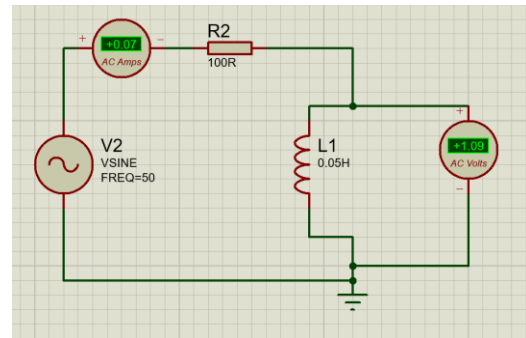 + +0.07 −
AC Amps
R2
100R
V2
VSINE
FREQ=50
L1
0.05H
+
+1.09
AC Volts
−